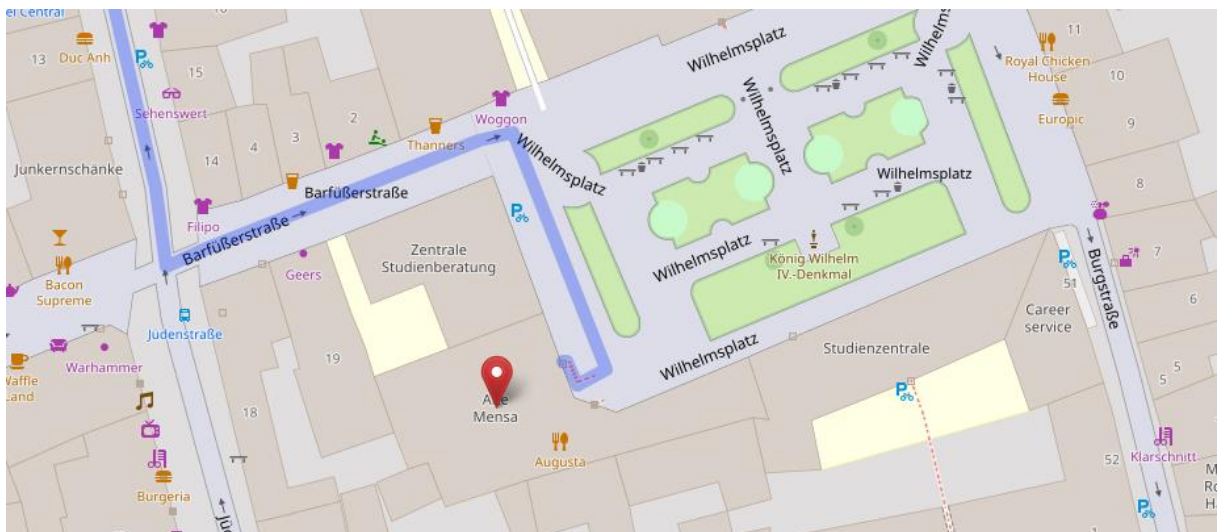 el Central
13
Duc Anh
15
Sehenswert
Junkernschänke
14
4
3
2
Thanners
Woggon
Wilhelmsplatz
Wilhelmsplatz
Wilhelmsplatz
Wilhelmsplatz
Wilhelmsplatz
Wilhelmsplatz
Wilhelmsplatz
11
Royal Chicken
House
10
Europic
9
8
7
6
Barfüßerstraße
Barfüßerstraße
Filipo
Geers
Zentrale
Studienberatung
König Wilhelm
IV.-Denkmal
51
Burgstraße
Career
service
Studienzentrale
Bacon
Supreme
Jüdenstraße
Warhammer
Waffle
Land
19
18
Mensa
Augusta
Burgeria
5
5
Klarschnitt
52